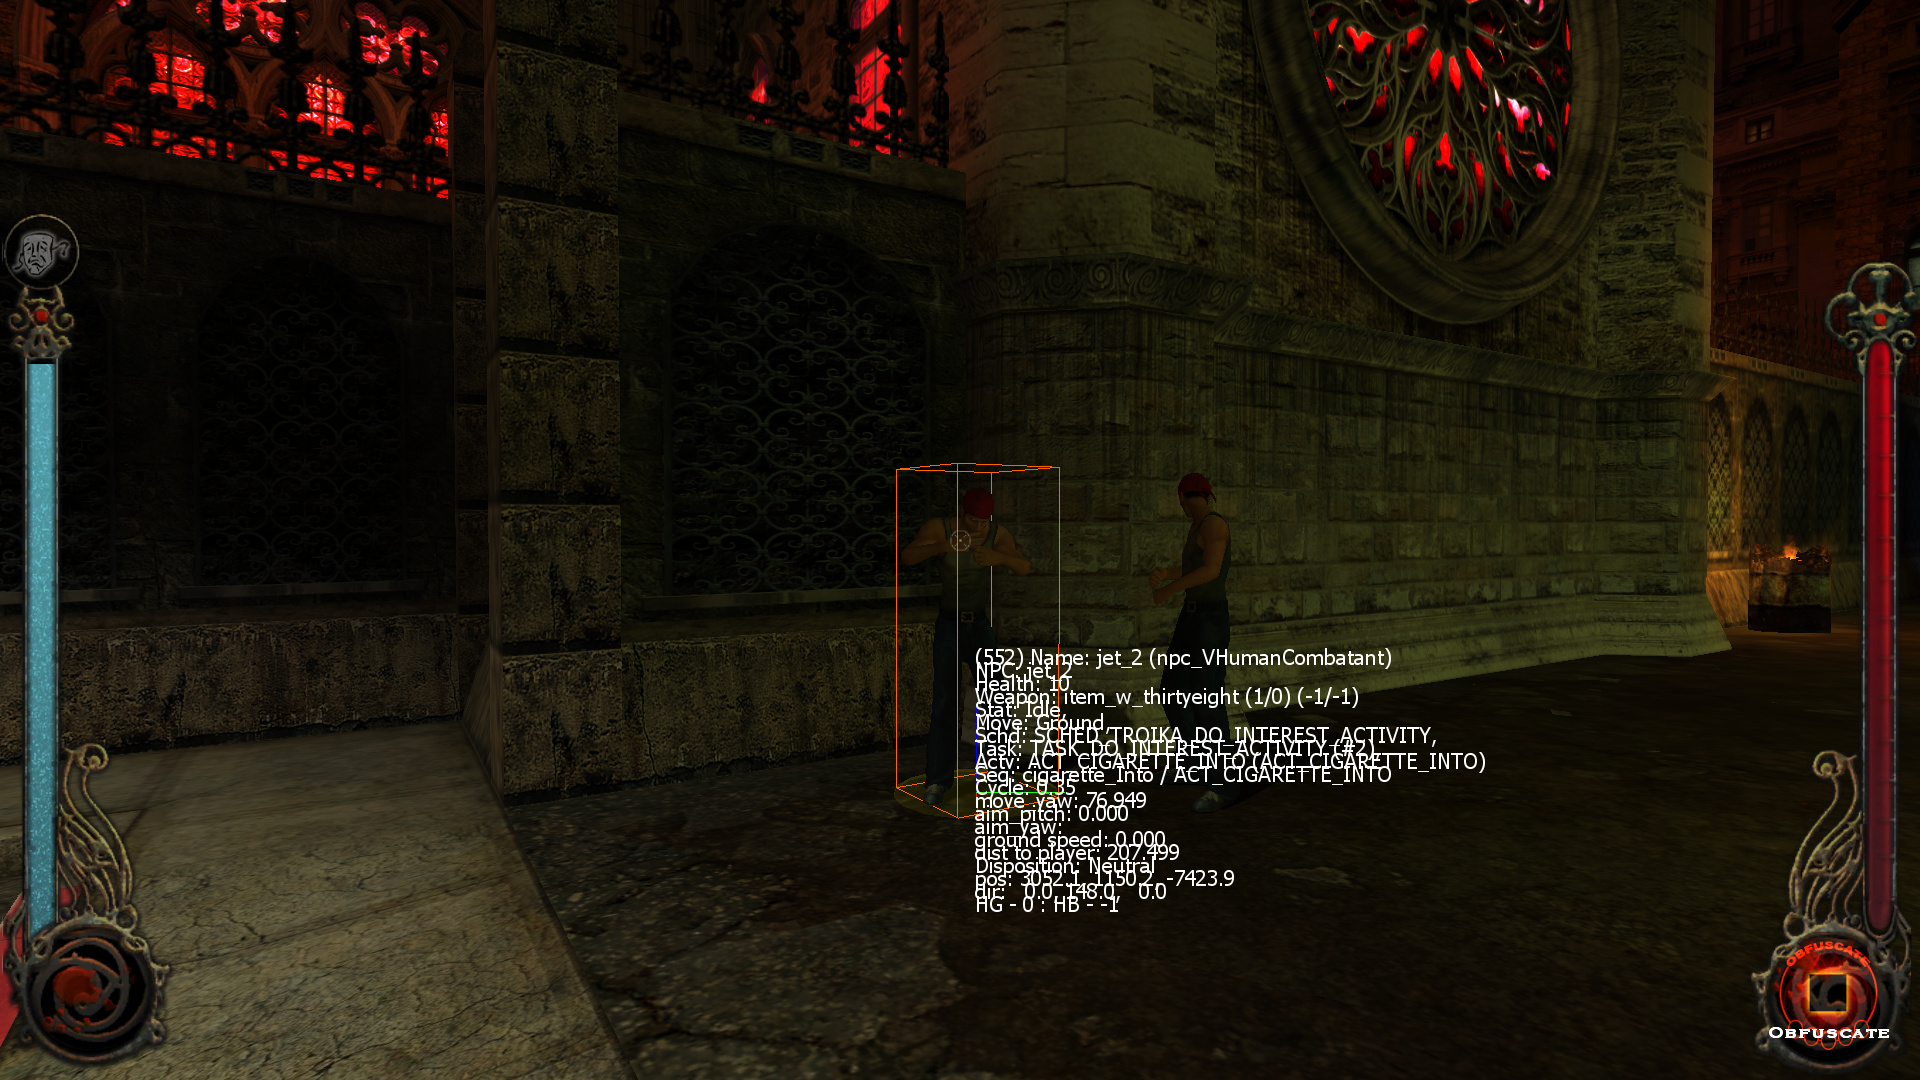 (552) Name: jet_2 (npc_VHumanCombatant)
NPC: jet_2
Health: 10
Weapon: item_w_thirtyeight (1/0) (-1/-1)
Stat: Idle,
Move: Ground
Schd: SCHED_TROIKA_DO_INTEREST_ACTIVITY,
Task: TASK_DO_INTEREST_ACTIVITY (#2)
Actv: ACT_CIGARETTE_INTO (ACT_CIGARETTE_INTO)
Seq: cigarette_Into / ACT_CIGARETTE_INTO
Cycle: 0.35
move_yaw: 76.949
aim_pitch: 0.000
aim_yaw:
ground speed: 0.000
dist to player: 207.499
Disposition: Neutral
pos: 3052.1, 1150.2, -7423.9
dir: 0.0, 148.0, 0.0
HG - 0 : HB - -1
OBFUSCATE
OBFUSCATE